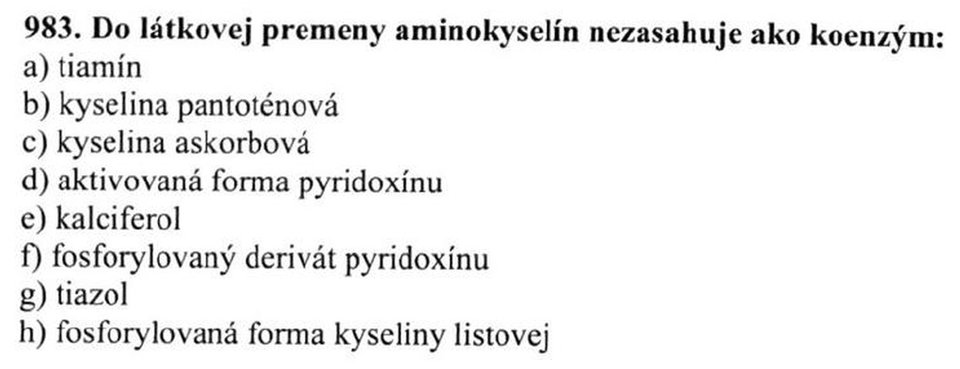 983. Do látkovej premeny aminokyselín nezasahuje ako koenzým:
a) tiamín
b) kyselina pantoténová
c) kyselina askorbová
d) aktivovaná forma pyridoxínu
e) kalciferol
f) fosforylovaný derivát pyridoxínu
g) tiazol
h) fosforylovaná forma kyseliny listovej